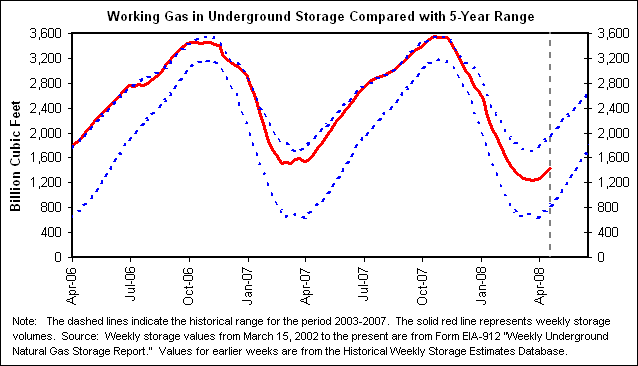 Working Gas in Underground Storage Compared with 5-Year Range
Billion Cubic Feet
3,600
3,200
2,800
2,400
2,000
1,600
1,200
800
400
0
3,600
3,200
2,800
2,400
2,000
1,600
1,200
800
400
0
Apr-06
Jul-06
Oct-06
Jan-07
Apr-07
Jul-07
Oct-07
Jan-08
Apr-08
Note: The dashed lines indicate the historical range for the period 2003-2007. The solid red line represents weekly storage
volumes. Source: Weekly storage values from March 15, 2002 to the present are from Form EIA-912 "Weekly Underground
Natural Gas Storage Report." Values for earlier weeks are from the Historical Weekly Storage Estimates Database.